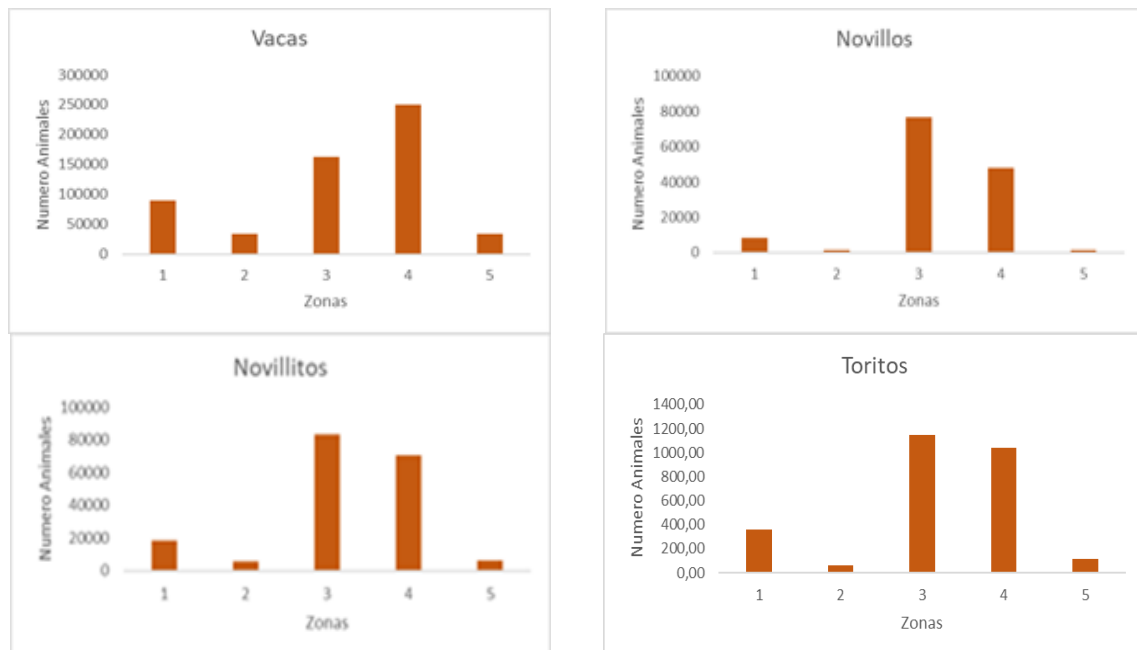 Vacas
Numero Animales
300000
250000
200000
150000
100000
50000
0
1 2 3 4 5
Zonas
Novillos
Numero Animales
100000
80000
60000
40000
20000
0
1 2 3 4 5
Zonas
Novillitos
Numero Animales
100000
80000
60000
40000
20000
0
1 2 3 4 5
Zonas
Toritos
Numero Animales
1400,00
1200,00
1000,00
800,00
600,00
400,00
200,00
0,00
1 2 3 4 5
Zonas